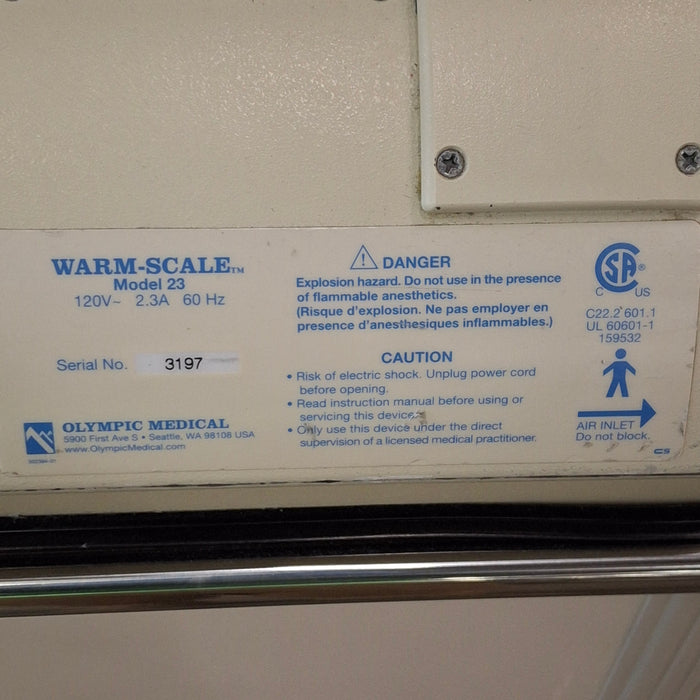 WARM-SCALE™
Model 23
120V~ 2.3A 60 Hz
Serial No. 3197
OLYMPIC MEDICAL
5900 First Ave S • Seattle, WA 98108 USA
www.OlympicMedical.com
⚠ DANGER
Explosion hazard. Do not use in the presence
of flammable anesthetics.
(Risque d'explosion. Ne pas employer en
presence d'anesthesiques inflammables.)
CAUTION
• Risk of electric shock. Unplug power cord
before opening.
• Read instruction manual before using or
servicing this device.
• Only use this device under the direct
supervision of a licensed medical practitioner.
CSA®
C US
C22.2 601.1
UL 60601-1
159532
AIR INLET
Do not block.